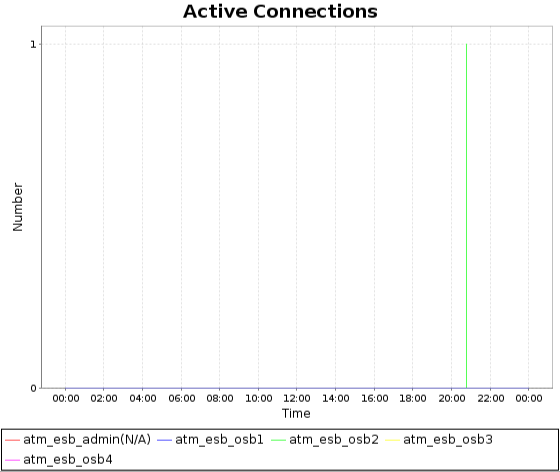 Active Connections
1
Number
0
00:00 02:00 04:00 06:00 08:00 10:00 12:00 14:00 16:00 18:00 20:00 22:00 00:00
Time
atm_esb_admin(N/A) atm_esb_osb1 atm_esb_osb2 atm_esb_osb3
atm_esb_osb4